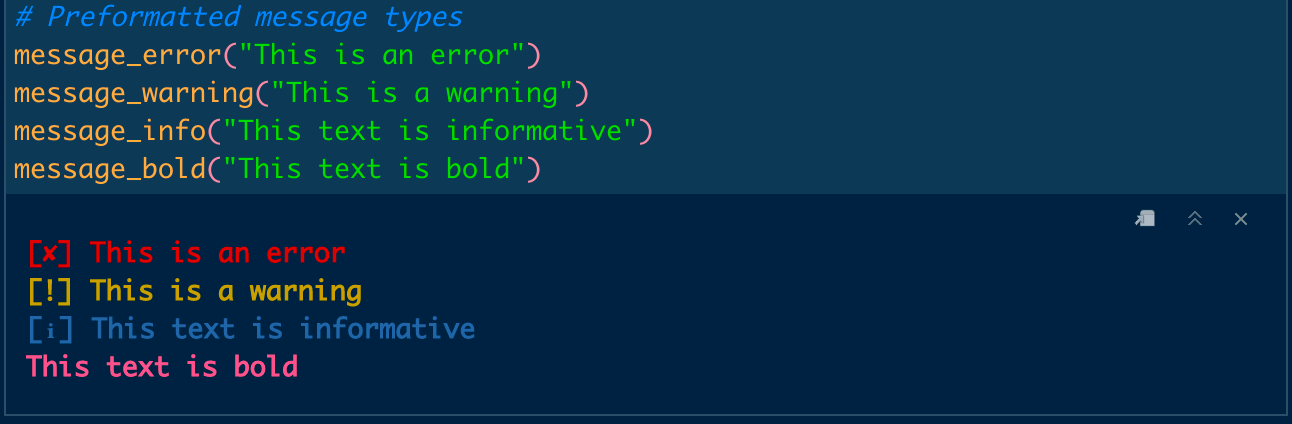 # Preformatted message types
message_error("This is an error")
message_warning("This is a warning")
message_info("This text is informative")
message_bold("This text is bold")
[✘] This is an error
[!] This is a warning
[ℹ] This text is informative
This text is bold